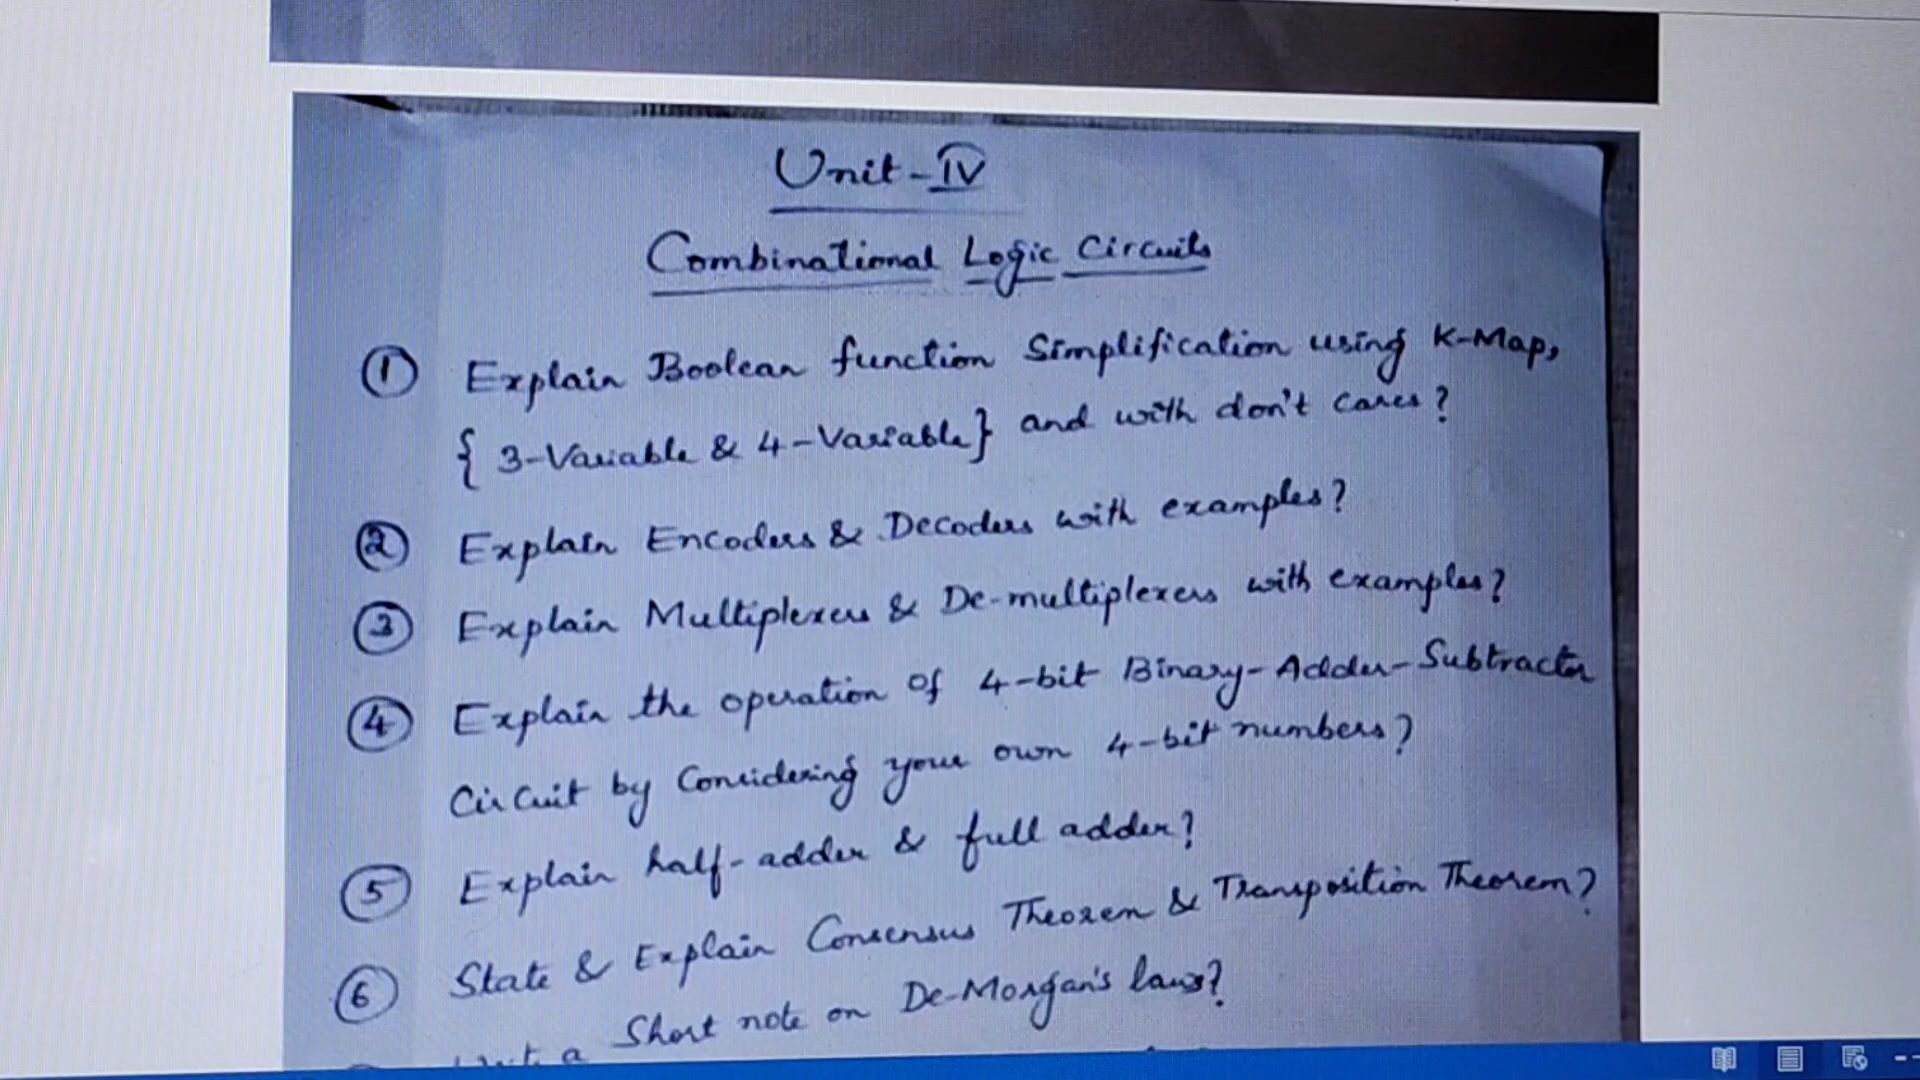 Unit-IV
Combinational Logic Circuits
① Explain Boolean function Simplification using K-Map,
{ 3-Variable & 4-Variable} and with don't cares?
② Explain Encoders & Decoders with examples?
③ Explain Multiplexers & De-multiplexers with examples?
④ Explain the operation of 4-bit Binary-Adder-Subtractor
Circuit by Considering your own 4-bit numbers?
⑤ Explain half-adder & full adder?
⑥ State & Explain Consensus Theorem & Transposition Theorem?
a Short note on De-Morgan's laws?